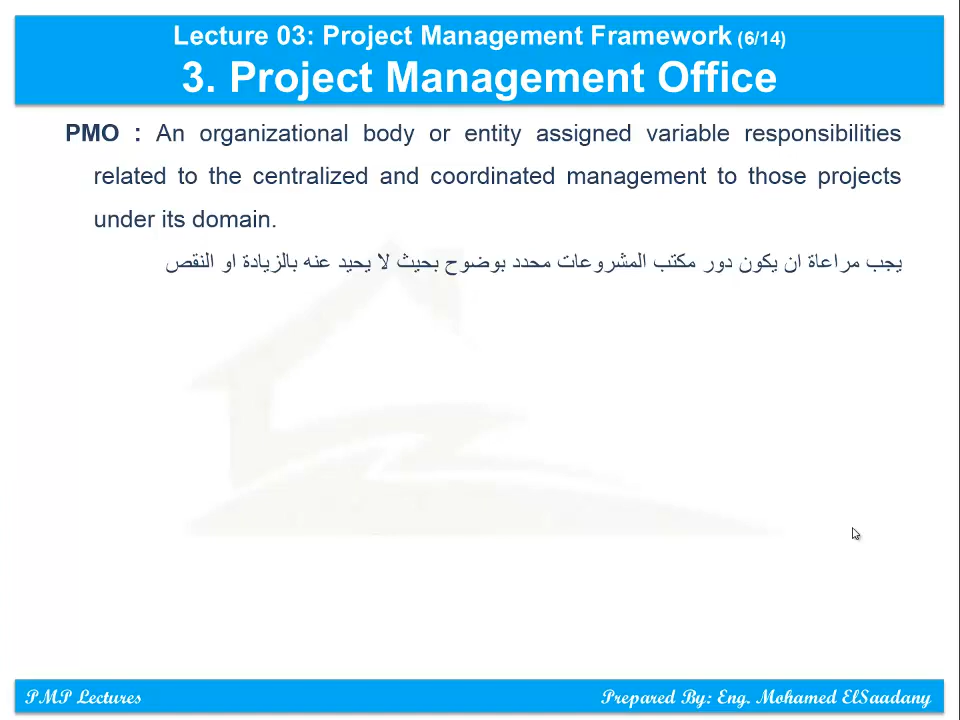 Lecture 03: Project Management Framework (6/14)
3. Project Management Office
PMO : An organizational body or entity assigned variable responsibilities
related to the centralized and coordinated management to those projects
under its domain.
يجب مراعاة ان يكون دور مكتب المشروعات محدد بوضوح بحيث لا يحيد عنه بالزيادة او النقص
PMP Lectures
Prepared By: Eng. Mohamed ElSaadany